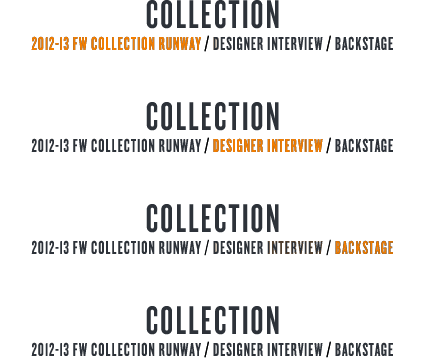 COLLECTION
2012-13 FW COLLECTION RUNWAY / DESIGNER INTERVIEW / BACKSTAGE
COLLECTION
2012-13 FW COLLECTION RUNWAY / DESIGNER INTERVIEW / BACKSTAGE
COLLECTION
2012-13 FW COLLECTION RUNWAY / DESIGNER INTERVIEW / BACKSTAGE
COLLECTION
2012-13 FW COLLECTION RUNWAY / DESIGNER INTERVIEW / BACKSTAGE